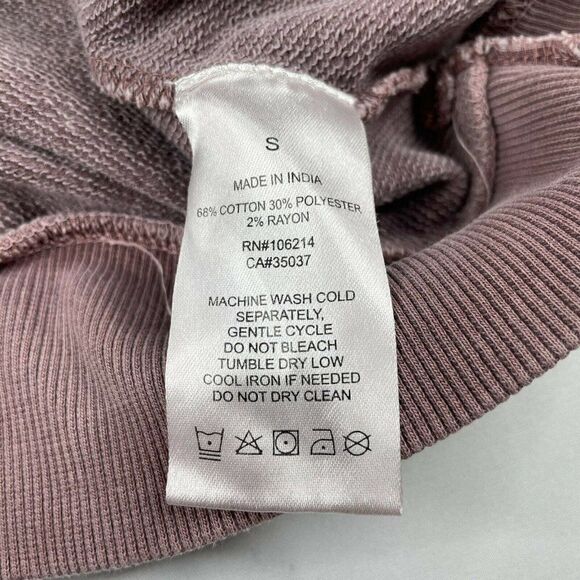 S
MADE IN INDIA
68% COTTON 30% POLYESTER
2% RAYON
RN#106214
CA#35037
MACHINE WASH COLD
SEPARATELY,
GENTLE CYCLE
DO NOT BLEACH
TUMBLE DRY LOW
COOL IRON IF NEEDED
DO NOT DRY CLEAN